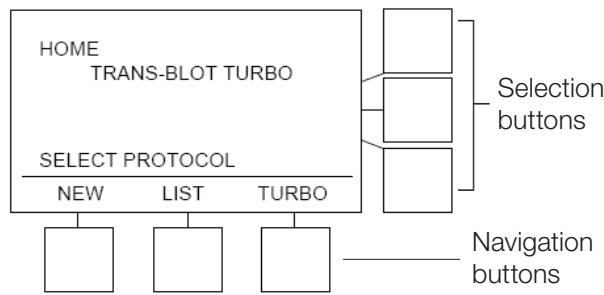 HOME
TRANS-BLOT TURBO
SELECT PROTOCOL
NEW LIST TURBO
Selection
buttons
Navigation
buttons